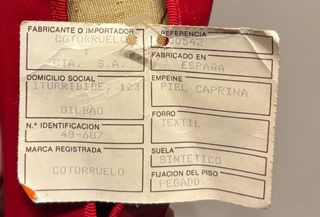 FABRICANTE O IMPORTADOR
COTORRUELO
Y
CIA. S.A.
DOMICILIO SOCIAL
ITURRIBIDE, 123
BILBAO
N.º IDENTIFICACION
48-687
MARCA REGISTRADA
COTORRUELO
REFERENCIA
FABRICADO EN
ESPAÑA
EMPEINE
PIEL CAPRINA
FORRO
TEXTIL
SUELA
SINTETICO
FIJACION DEL PISO
PEGADO